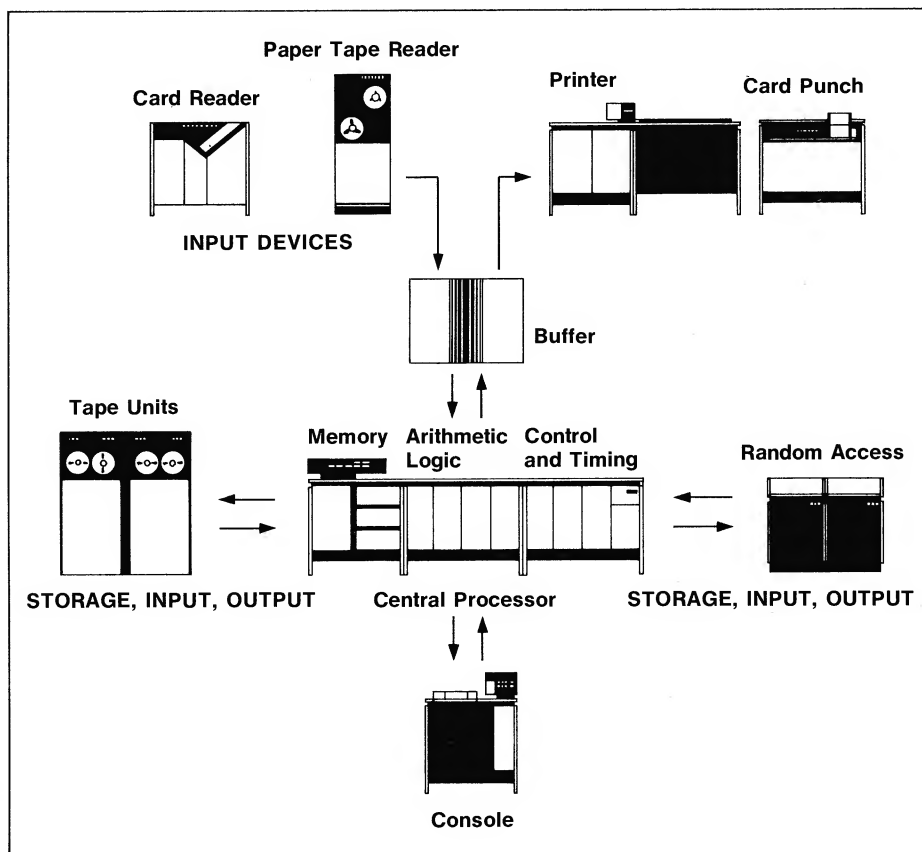 Paper Tape Reader
Card Reader
Printer
Card Punch
INPUT DEVICES
Buffer
Tape Units
Memory
Arithmetic
Logic
Control
and Timing
Random Access
STORAGE, INPUT, OUTPUT
Central Processor
STORAGE, INPUT, OUTPUT
Console